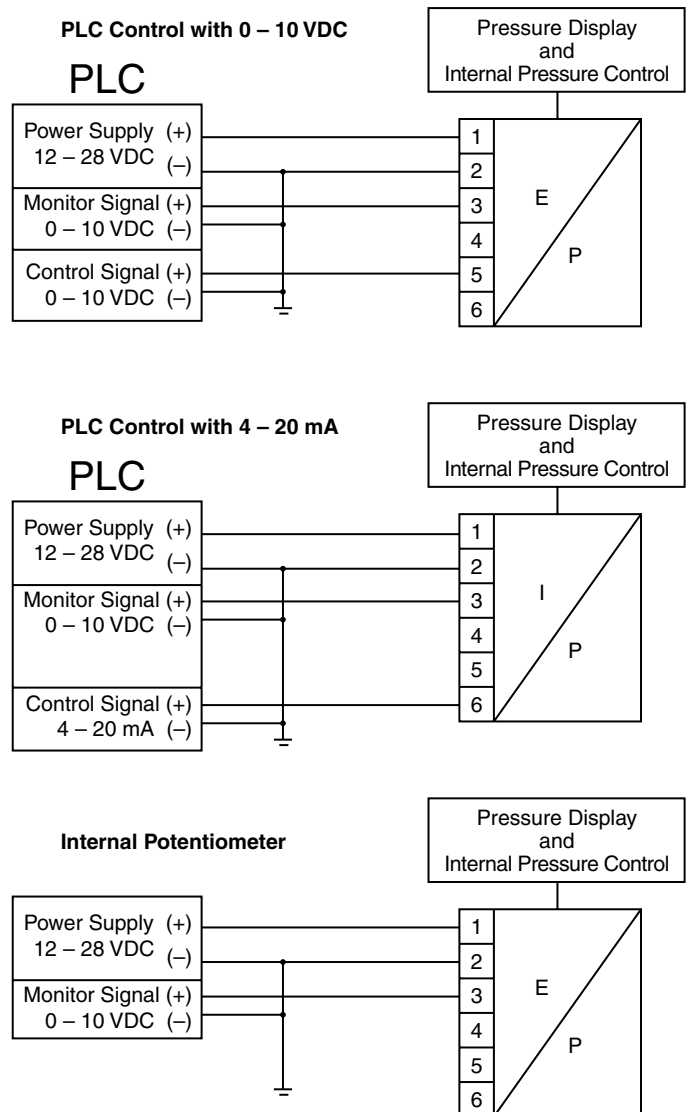 PLC Control with 0 – 10 VDC
Pressure Display
and
Internal Pressure Control
PLC
Power Supply (+)
12 – 28 VDC (–)
Monitor Signal (+)
0 – 10 VDC (–)
Control Signal (+)
0 – 10 VDC (–)
1
2
3
4
5
6
E
P
PLC Control with 4 – 20 mA
Pressure Display
and
Internal Pressure Control
PLC
Power Supply (+)
12 – 28 VDC (–)
Monitor Signal (+)
0 – 10 VDC (–)
Control Signal (+)
4 – 20 mA (–)
1
2
3
4
5
6
I
P
Internal Potentiometer
Pressure Display
and
Internal Pressure Control
Power Supply (+)
12 – 28 VDC (–)
Monitor Signal (+)
0 – 10 VDC (–)
1
2
3
4
5
6
E
P